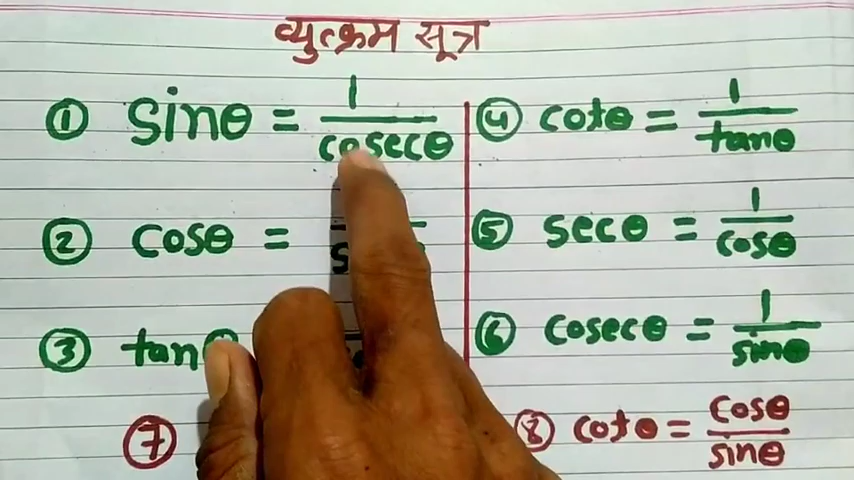 व्युत्क्रम सूत्र
① sinθ = 1/cosecθ
② cosθ =
③ tanθ
⑦
④ cotθ = 1/tanθ
⑤ secθ = 1/cosθ
⑥ cosecθ = 1/sinθ
⑧ cotθ = cosθ/sinθ